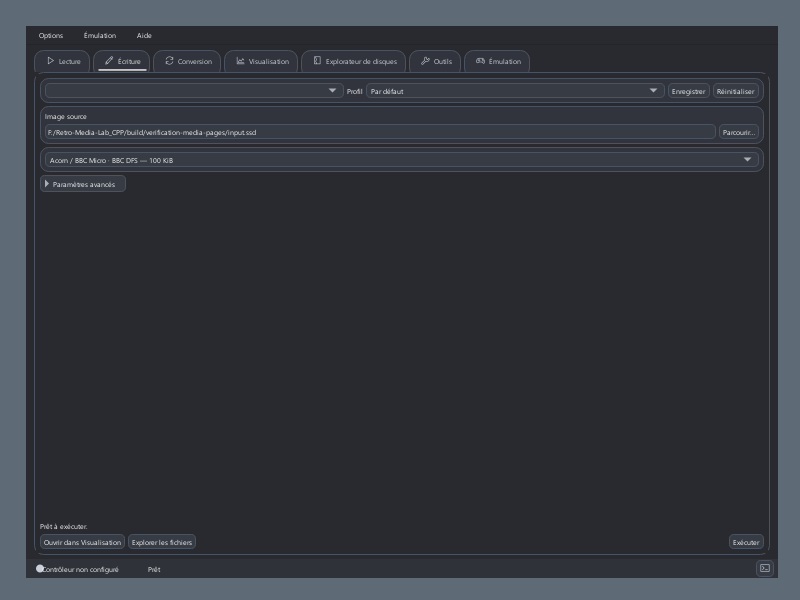 Options Émulation Aide
Lecture Écriture Conversion Visualisation Explorateur de disques Outils Émulation
Profil Par défaut Enregistrer Réinitialiser
Image source
F:/Retro-Media-Lab_CPP/build/verification-media-pages/input.ssd Parcourir...
Acorn / BBC Micro · BBC DFS — 100 KiB
Paramètres avancés
Prêt à exécuter.
Ouvrir dans Visualisation Explorer les fichiers Exécuter
Contrôleur non configuré Prêt